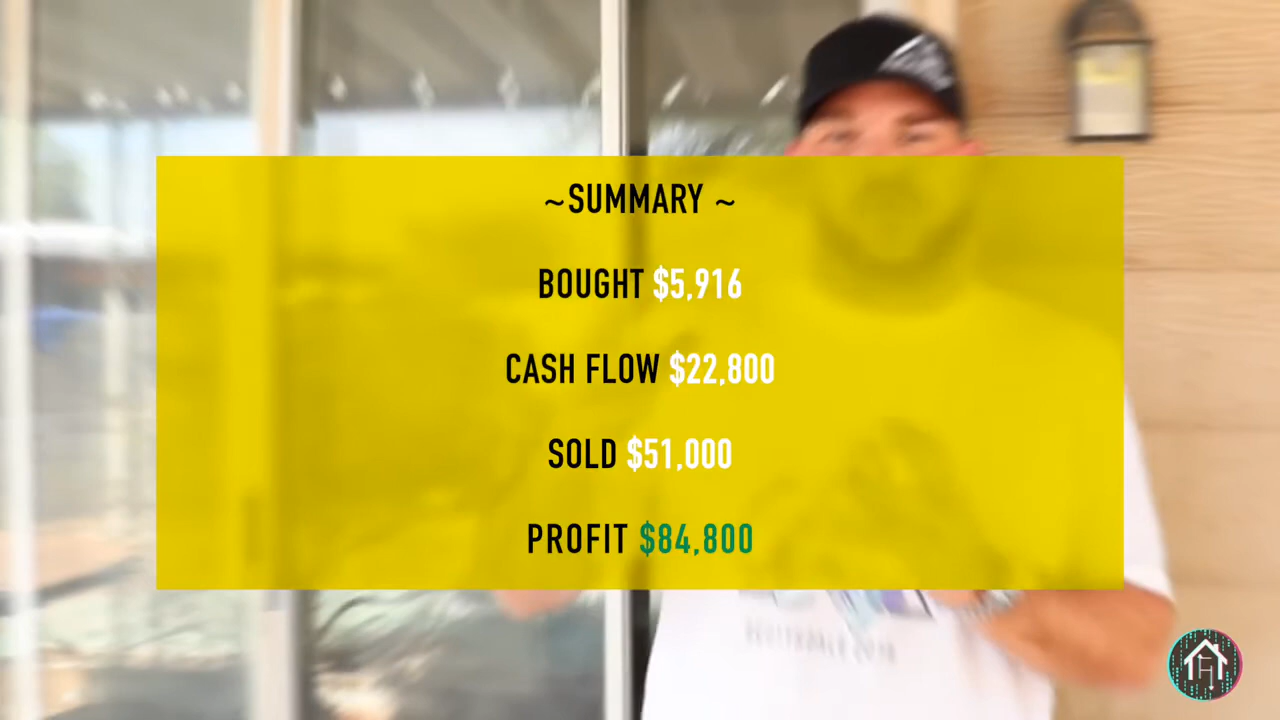 ~SUMMARY ~
BOUGHT $5,916
CASH FLOW $22,800
SOLD $51,000
PROFIT $84,800